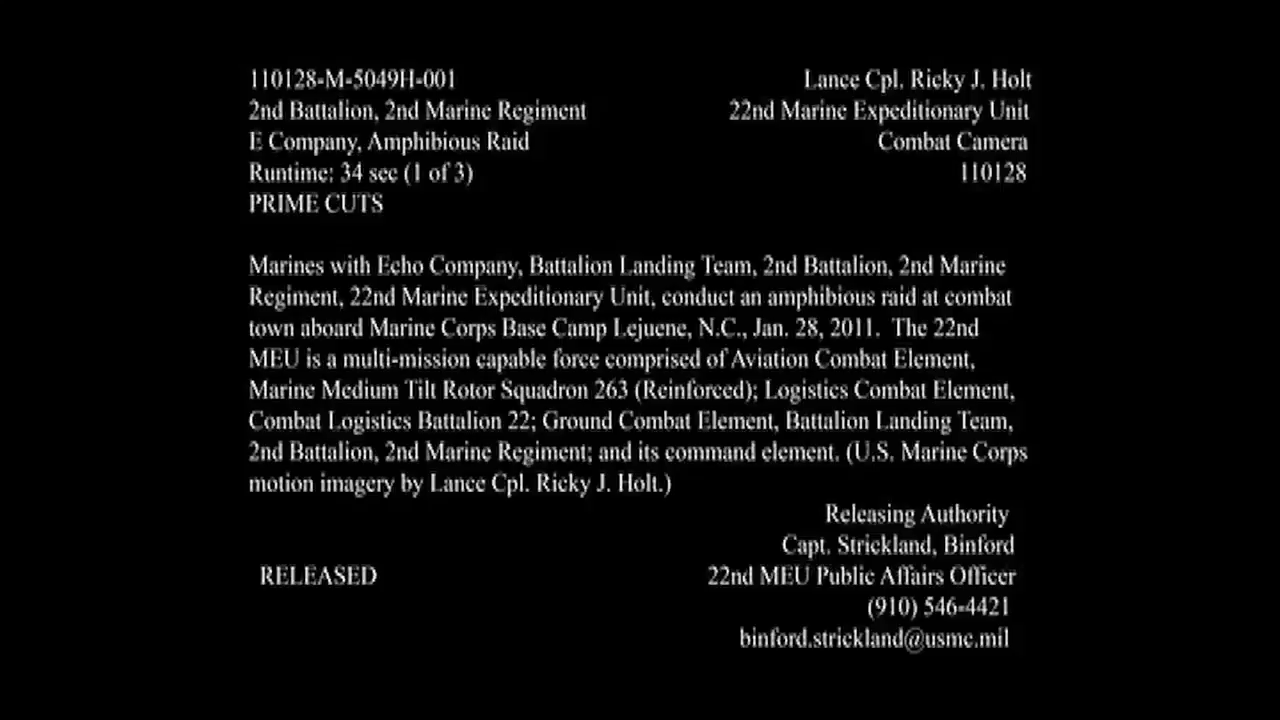 110128-M-5049H-001
Lance Cpl. Ricky J. Holt
2nd Battalion, 2nd Marine Regiment
22nd Marine Expeditionary Unit
E Company, Amphibious Raid
Combat Camera
Runtime: 34 sec (1 of 3)
110128
PRIME CUTS
Marines with Echo Company, Battalion Landing Team, 2nd Battalion, 2nd Marine
Regiment, 22nd Marine Expeditionary Unit, conduct an amphibious raid at combat
town aboard Marine Corps Base Camp Lejuene, N.C., Jan. 28, 2011.  The 22nd
MEU is a multi-mission capable force comprised of Aviation Combat Element,
Marine Medium Tilt Rotor Squadron 263 (Reinforced); Logistics Combat Element,
Combat Logistics Battalion 22; Ground Combat Element, Battalion Landing Team,
2nd Battalion, 2nd Marine Regiment; and its command element. (U.S. Marine Corps
motion imagery by Lance Cpl. Ricky J. Holt.)
Releasing Authority
Capt. Strickland, Binford
RELEASED
22nd MEU Public Affairs Officer
(910) 546-4421
binford.strickland@usmc.mil